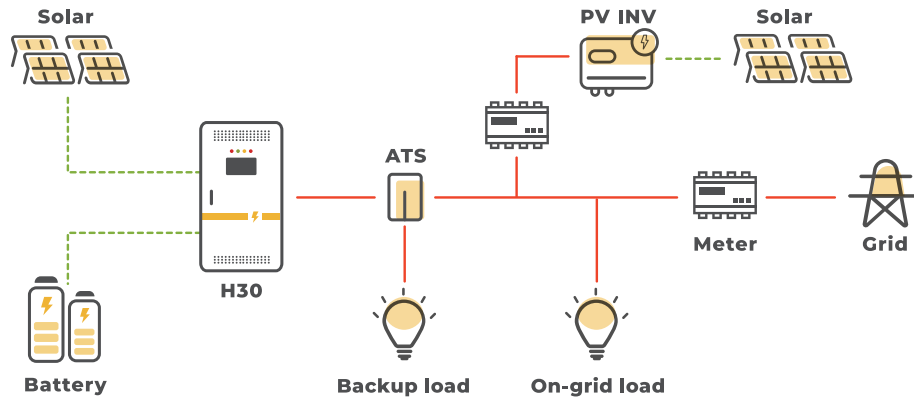 Solar
PV INV
Solar
ATS
H30
Meter
Grid
Battery
Backup load
On-grid load